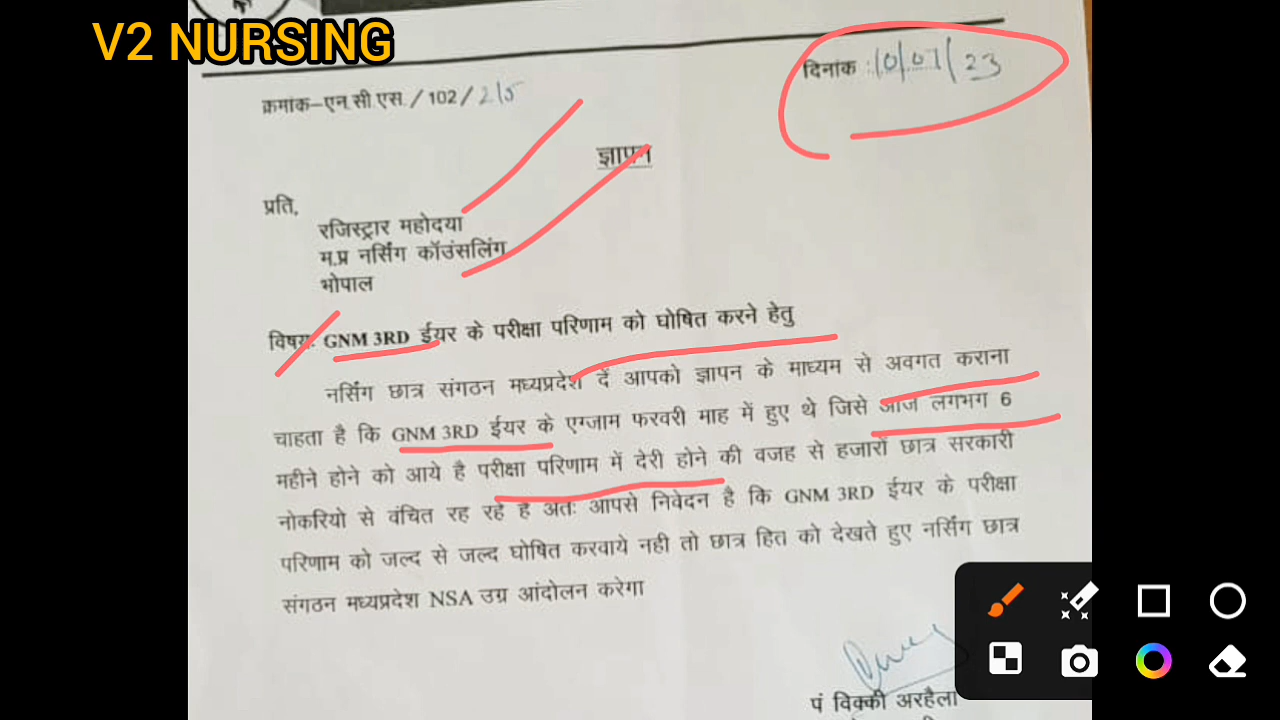 V2 NURSING
दिनांक : 10/07/23
क्रमांक–एन.सी.एस. / 102 / 215
ज्ञापन
प्रति,
रजिस्ट्रार महोदया
म.प्र नर्सिंग कॉउंसलिंग
भोपाल
विषय: GNM 3RD ईयर के परीक्षा परिणाम को घोषित करने हेतु
नर्सिंग छात्र संगठन मध्यप्रदेश दें आपको ज्ञापन के माध्यम से अवगत कराना
चाहता है कि GNM 3RD ईयर के एग्जाम फरवरी माह में हुए थे जिसे आज लगभग 6
महीने होने को आये है परीक्षा परिणाम में देरी होने की वजह से हजारों छात्र सरकारी
नोकरियो से वंचित रह रहे है अतः आपसे निवेदन है कि GNM 3RD ईयर के परीक्षा
परिणाम को जल्द से जल्द घोषित करवाये नही तो छात्र हित को देखते हुए नर्सिंग छात्र
संगठन मध्यप्रदेश NSA उग्र आंदोलन करेगा
पं विक्की अरहैला